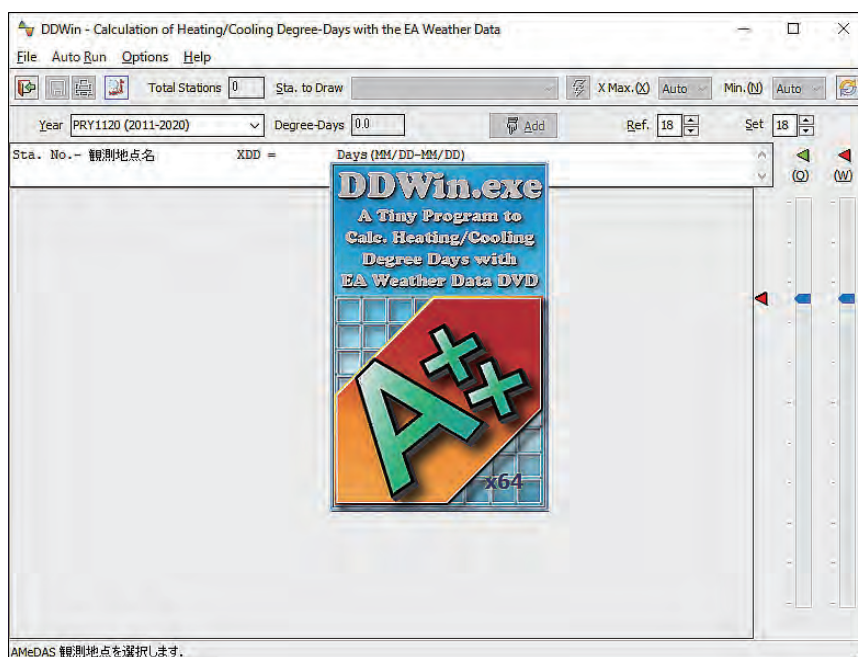 DDWin - Calculation of Heating/Cooling Degree-Days with the EA Weather Data
File Auto Run Options Help
Total Stations 0 Sta. to Draw X Max.(X) Auto Min.(N) Auto
Year PRY1120 (2011-2020) Degree-Days 0.0 Add Ref. 18 Set 18
Sta. No.- 観測地点名 XDD = Days(MM/DD-MM/DD)
(O) (W)
DDWin.exe
A Tiny Program to
Calc. Heating/Cooling
Degree Days with
EA Weather Data DVD
A++
x64
AMeDAS 観測地点を選択します.